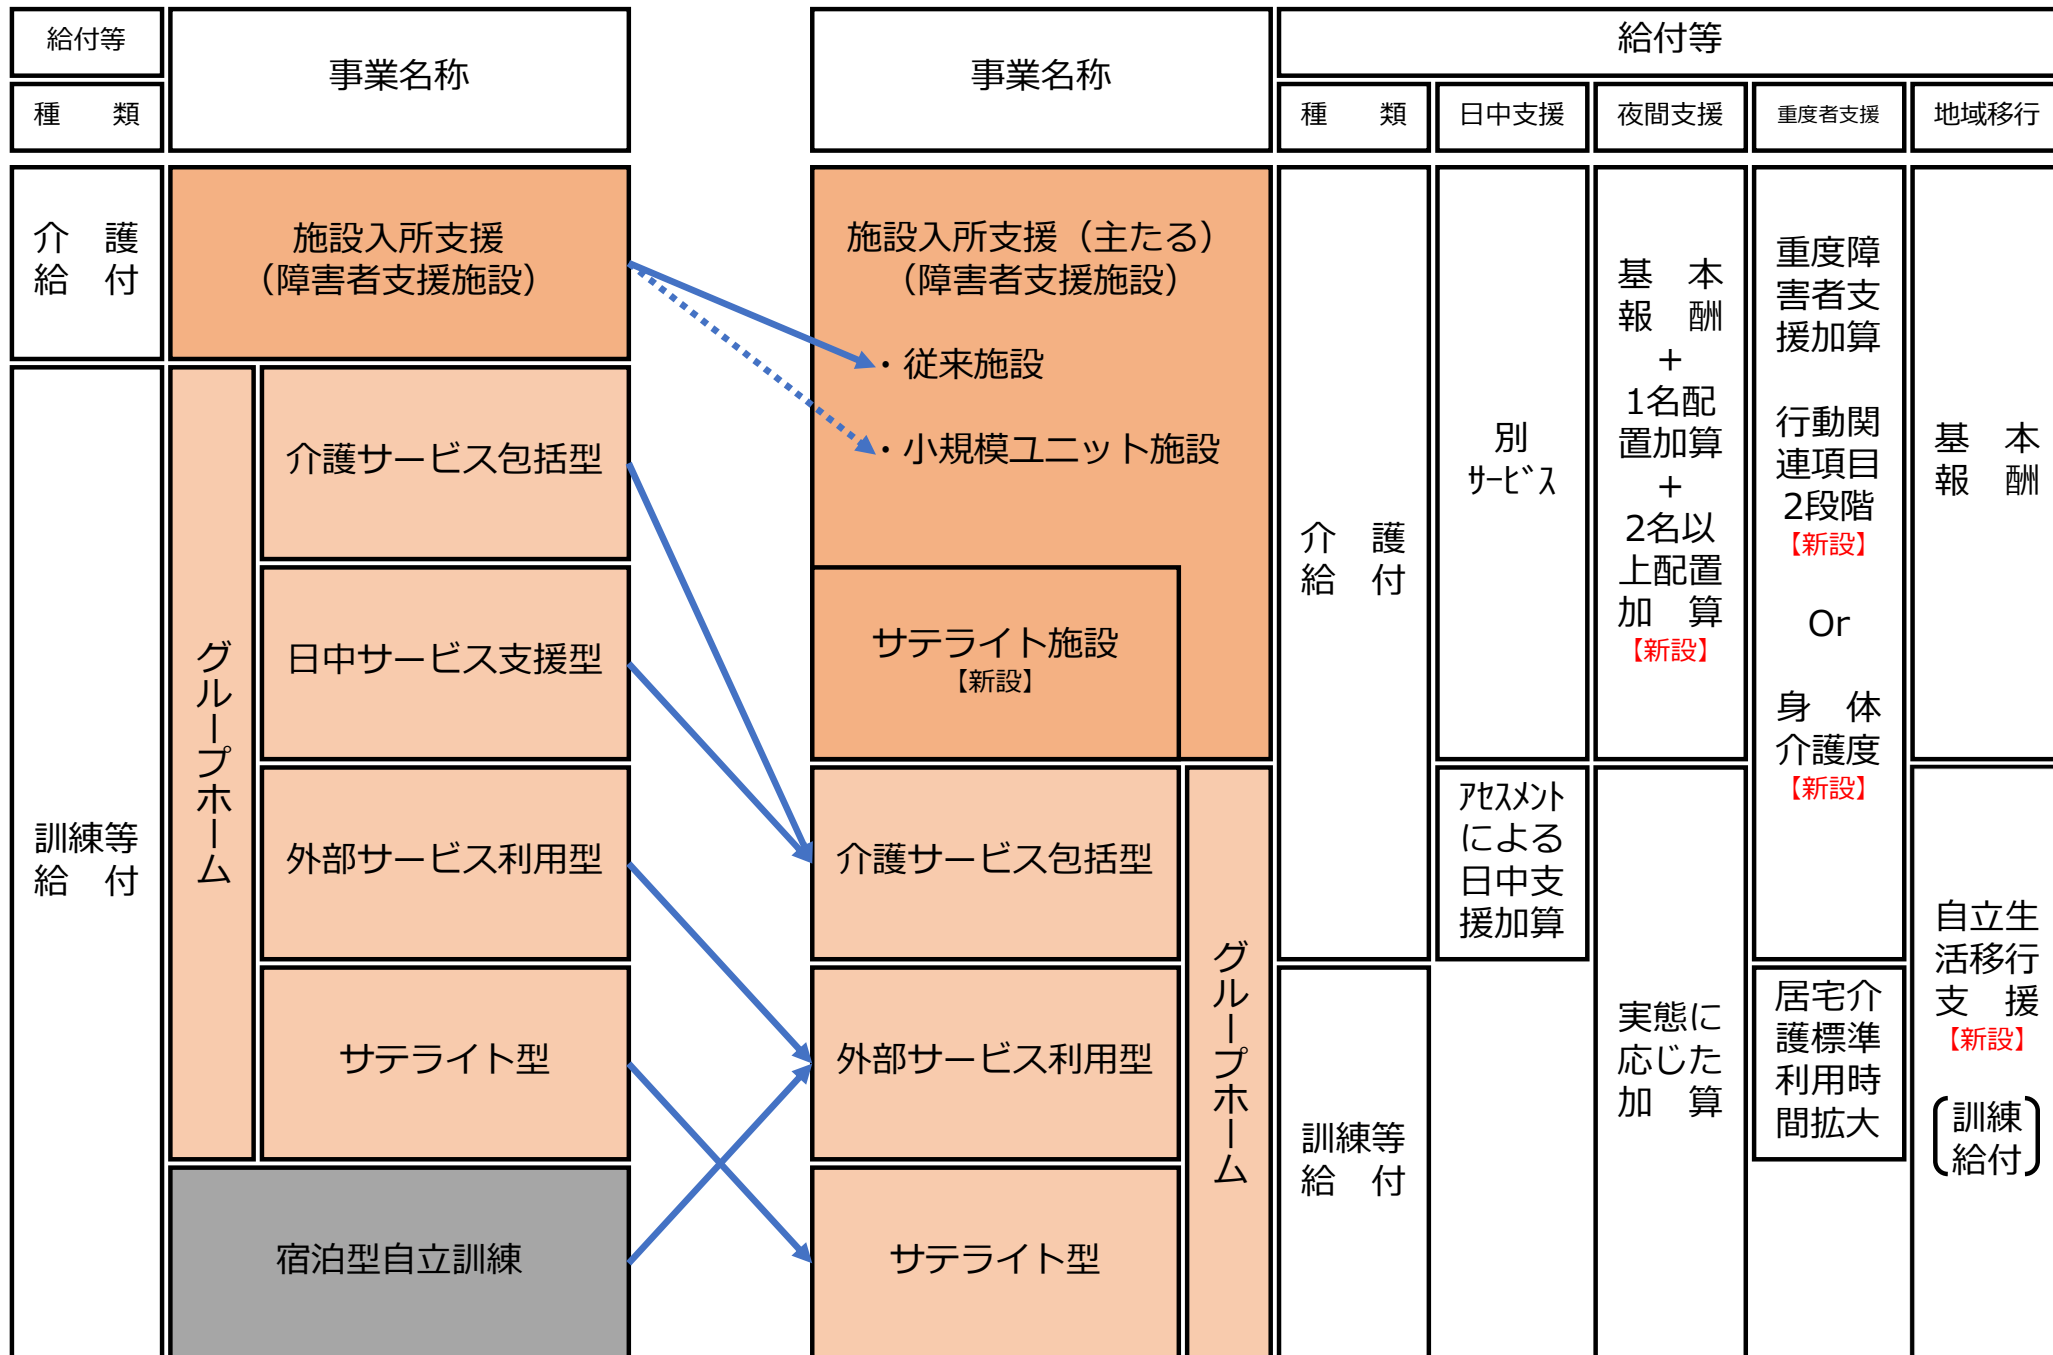 給付等
種　類
事業名称
介　護
給　付
施設入所支援
（障害者支援施設）
訓練等
給　付
グループホーム
介護サービス包括型
日中サービス支援型
外部サービス利用型
サテライト型
宿泊型自立訓練
事業名称
給付等
種　類
日中支援
夜間支援
重度者支援
地域移行
施設入所支援（主たる）
（障害者支援施設）
・従来施設
・小規模ユニット施設
サテライト施設
【新設】
グループホーム
介護サービス包括型
外部サービス利用型
サテライト型
介　護
給　付
訓練等
給　付
別
ｻｰﾋﾞｽ
ｱｾｽﾒﾝﾄ
による
日中支
援加算
基　本
報　酬
+
1名配
置加算
+
2名以
上配置
加　算
【新設】
実態に
応じた
加　算
重度障
害者支
援加算
行動関
連項目
2段階
【新設】
Or
身　体
介護度
【新設】
居宅介
護標準
利用時
間拡大
基　本
報　酬
自立生
活移行
支　援
【新設】
訓練
給付